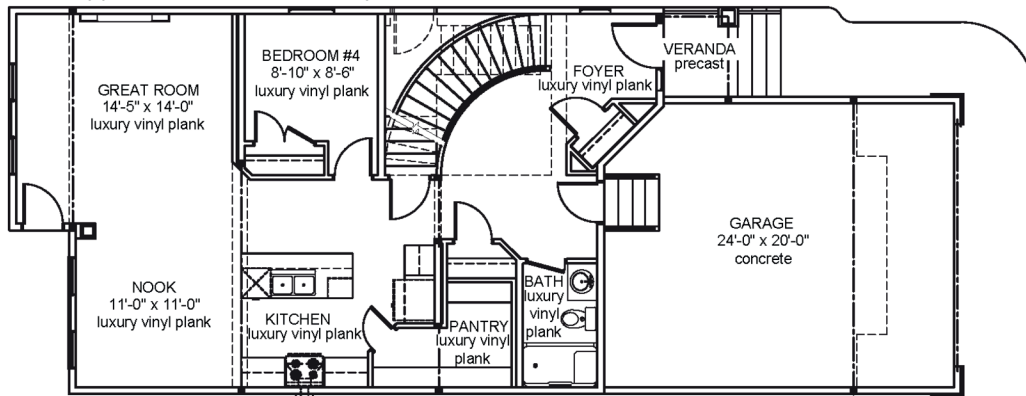 GREAT ROOM
14'-5" x 14'-0"
luxury vinyl plank
BEDROOM #4
8'-10" x 8'-6"
luxury vinyl plank
FOYER
luxury vinyl plank
VERANDA
precast
GARAGE
24'-0" x 20'-0"
concrete
NOOK
11'-0" x 11'-0"
luxury vinyl plank
KITCHEN
luxury vinyl plank
PANTRY
luxury vinyl
plank
BATH
luxury
vinyl
plank